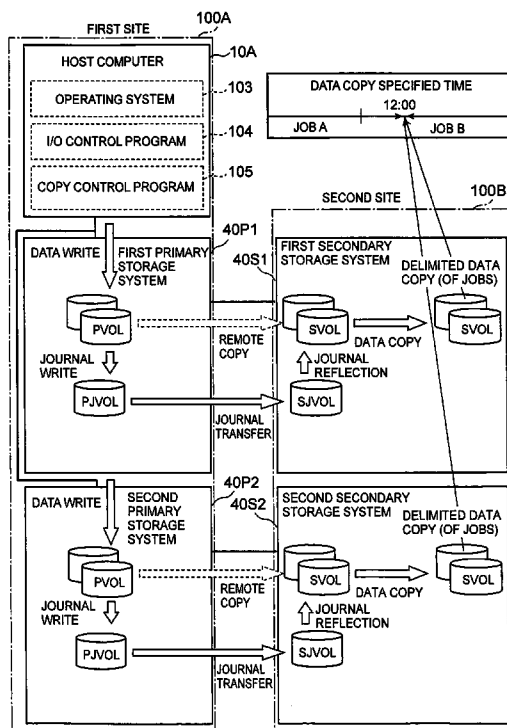 FIRST SITE
100A
10A
HOST COMPUTER
OPERATING SYSTEM
103
I/O CONTROL PROGRAM
104
COPY CONTROL PROGRAM
105
DATA COPY SPECIFIED TIME
12:00
JOB A
JOB B
SECOND SITE
100B
40P1
DATA WRITE
FIRST PRIMARY
STORAGE
SYSTEM
40S1
FIRST SECONDARY
STORAGE SYSTEM
DELIMITED DATA
COPY (OF JOBS)
PVOL
REMOTE
COPY
SVOL
DATA COPY
SVOL
JOURNAL
WRITE
JOURNAL
REFLECTION
PJVOL
JOURNAL
TRANSFER
SJVOL
40P2
DATA WRITE
SECOND
PRIMARY
STORAGE
SYSTEM
40S2
SECOND SECONDARY
STORAGE SYSTEM
DELIMITED DATA
COPY (OF JOBS)
PVOL
REMOTE
COPY
SVOL
DATA COPY
SVOL
JOURNAL
WRITE
JOURNAL
REFLECTION
PJVOL
JOURNAL
TRANSFER
SJVOL